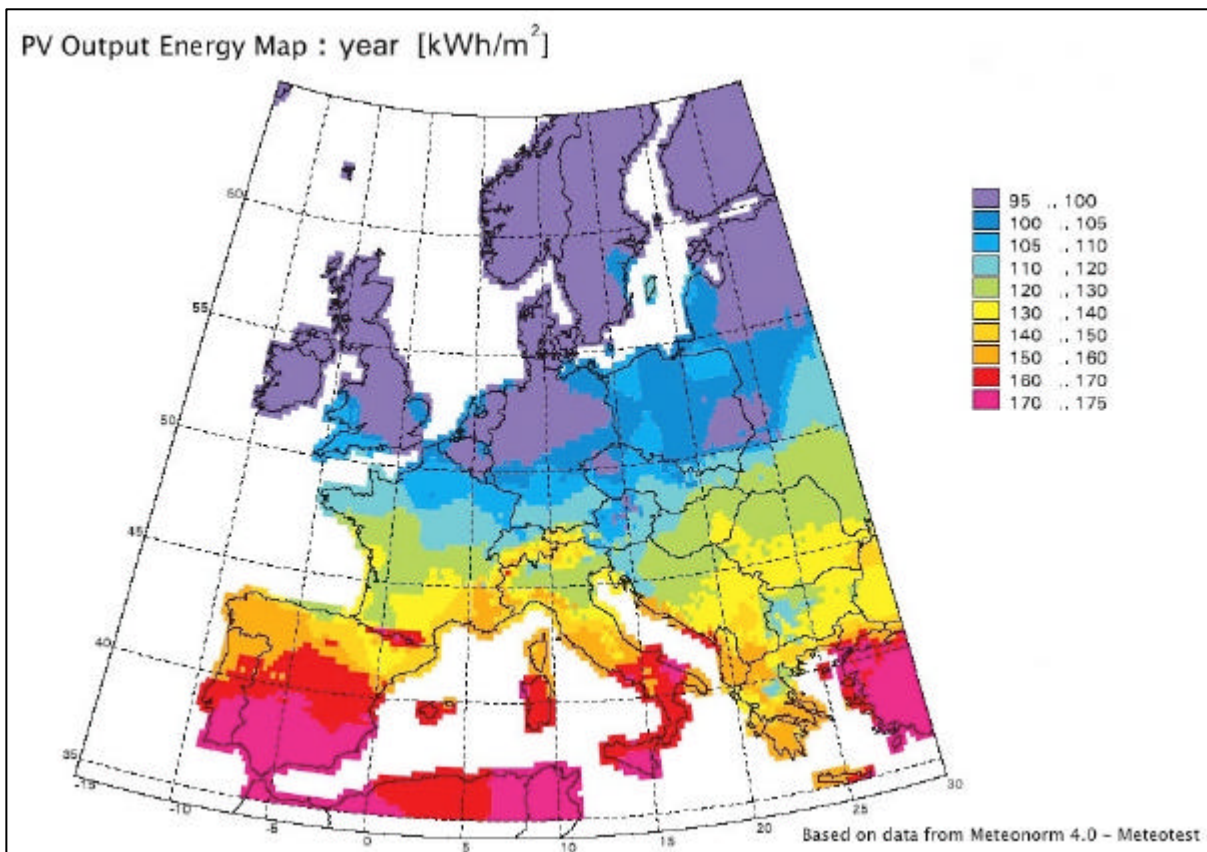 PV Output Energy Map : year [kWh/m²]
95 .. 100
100 .. 105
105 .. 110
110 .. 120
120 .. 130
130 .. 140
140 .. 150
150 .. 160
160 .. 170
170 .. 175
60
55
50
45
40
35
-15
-10
-5
0
5
10
15
20
25
30
Based on data from Meteonorm 4.0 – Meteotest